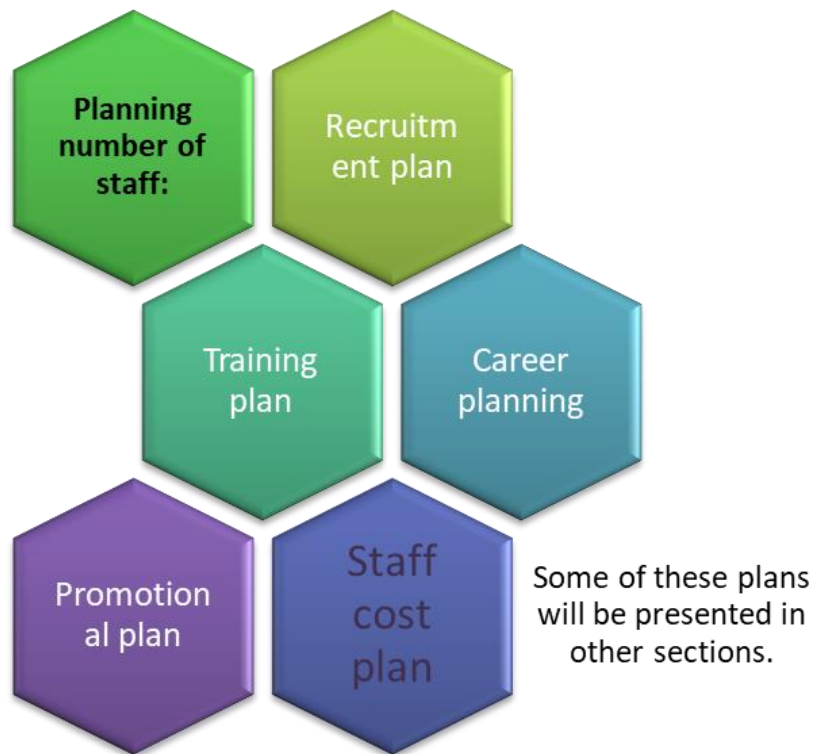 Planning
number of
staff:
Recruitm
ent plan
Training
plan
Career
planning
Promotion
al plan
Staff
cost
plan
Some of these plans
will be presented in
other sections.